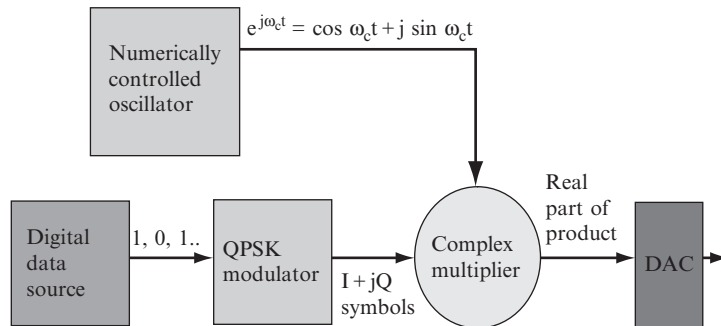 e^{jω_c t} = cos ω_c t + j sin ω_c t
Numerically
controlled
oscillator
Digital
data
source
1, 0, 1..
QPSK
modulator
I + jQ
symbols
Complex
multiplier
Real
part of
product
DAC